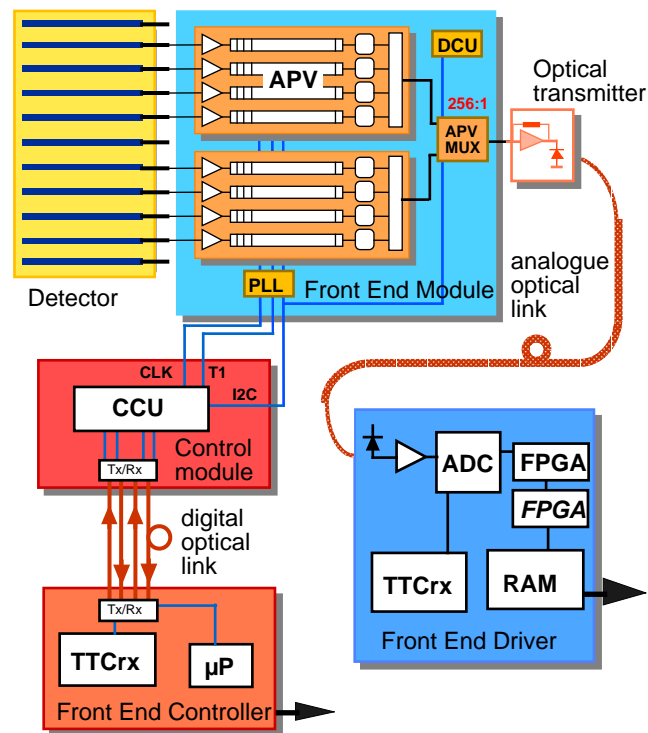 DCU
APV
Optical
transmitter
256:1
APV
MUX
PLL
Front End Module
Detector
analogue
optical
link
CLK
T1
I2C
CCU
Control
module
Tx/Rx
ADC
FPGA
FPGA
digital
optical
link
TTCrx
RAM
Front End Driver
Tx/Rx
TTCrx
µP
Front End Controller